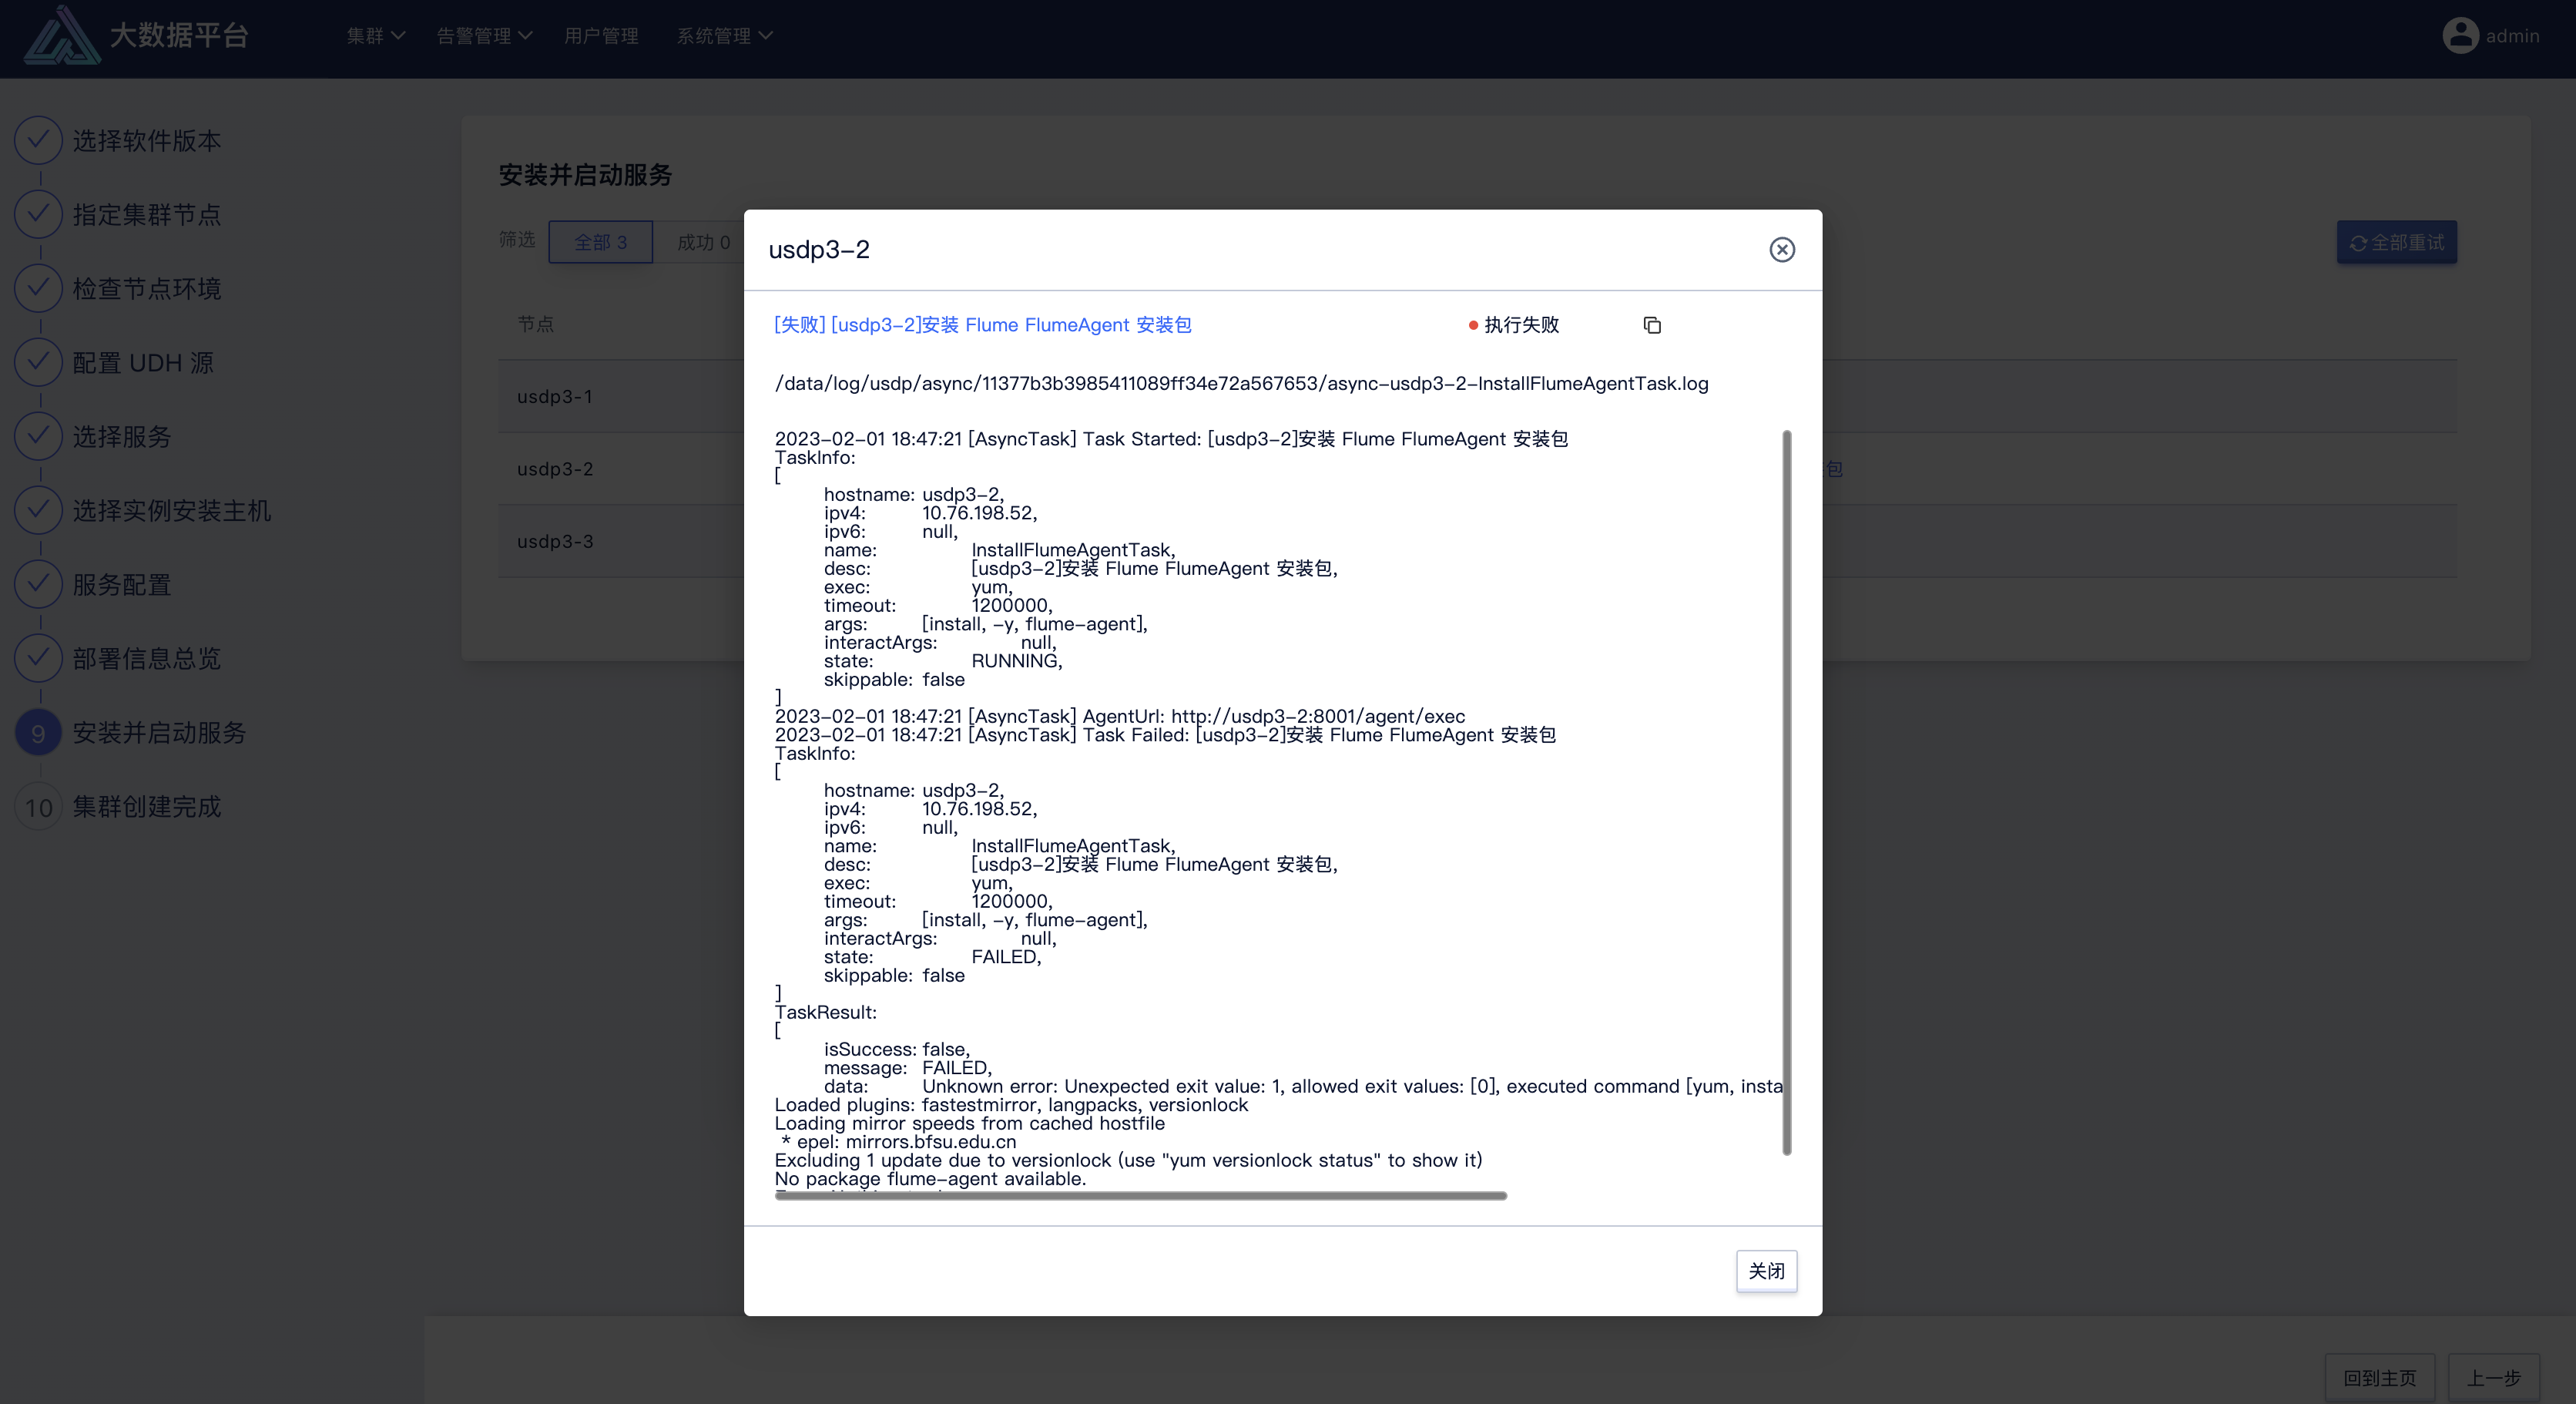 大数据平台
集群
告警管理
用户管理
系统管理
admin
选择软件版本
指定集群节点
检查节点环境
配置 UDH 源
选择服务
选择实例安装主机
服务配置
部署信息总览
9 安装并启动服务
10 集群创建完成
安装并启动服务
筛选 全部 3 成功 0
全部重试
节点
usdp3-1
usdp3-2
包
usdp3-3
usdp3-2
[失败] [usdp3-2]安装 Flume FlumeAgent 安装包 执行失败
/data/log/usdp/async/11377b3b3985411089ff34e72a567653/async-usdp3-2-InstallFlumeAgentTask.log
2023-02-01 18:47:21 [AsyncTask] Task Started: [usdp3-2]安装 Flume FlumeAgent 安装包
TaskInfo:
[
hostname: usdp3-2,
ipv4: 10.76.198.52,
ipv6: null,
name: InstallFlumeAgentTask,
desc: [usdp3-2]安装 Flume FlumeAgent 安装包,
exec: yum,
timeout: 1200000,
args: [install, -y, flume-agent],
interactArgs: null,
state: RUNNING,
skippable: false
]
2023-02-01 18:47:21 [AsyncTask] AgentUrl: http://usdp3-2:8001/agent/exec
2023-02-01 18:47:21 [AsyncTask] Task Failed: [usdp3-2]安装 Flume FlumeAgent 安装包
TaskInfo:
[
hostname: usdp3-2,
ipv4: 10.76.198.52,
ipv6: null,
name: InstallFlumeAgentTask,
desc: [usdp3-2]安装 Flume FlumeAgent 安装包,
exec: yum,
timeout: 1200000,
args: [install, -y, flume-agent],
interactArgs: null,
state: FAILED,
skippable: false
]
TaskResult:
[
isSuccess: false,
message: FAILED,
data: Unknown error: Unexpected exit value: 1, allowed exit values: [0], executed command [yum, insta
Loaded plugins: fastestmirror, langpacks, versionlock
Loading mirror speeds from cached hostfile
* epel: mirrors.bfsu.edu.cn
Excluding 1 update due to versionlock (use "yum versionlock status" to show it)
No package flume-agent available.
关闭
回到主页
上一步